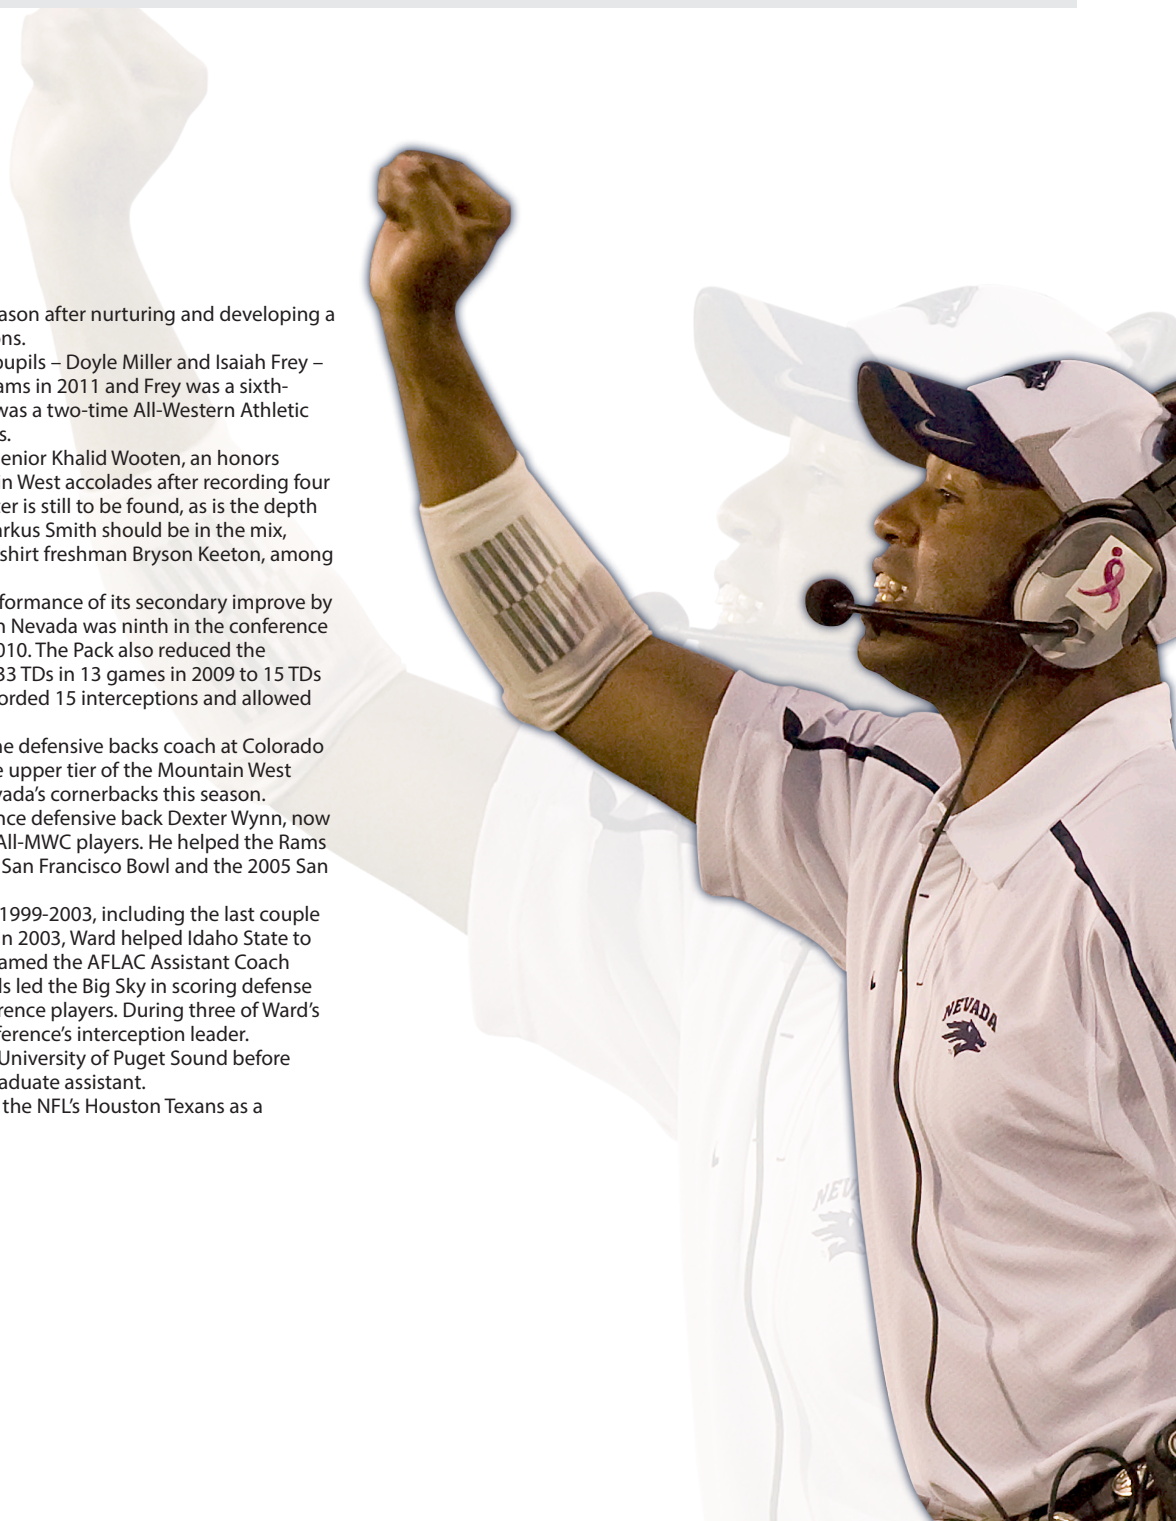 ason after nurturing and developing a
ons.
pupils – Doyle Miller and Isaiah Frey –
ams in 2011 and Frey was a sixth-
was a two-time All-Western Athletic
s.
enior Khalid Wooten, an honors
in West accolades after recording four
ter is still to be found, as is the depth
arkus Smith should be in the mix,
shirt freshman Bryson Keeton, among
formance of its secondary improve by
n Nevada was ninth in the conference
010. The Pack also reduced the
33 TDs in 13 games in 2009 to 15 TDs
orded 15 interceptions and allowed
he defensive backs coach at Colorado
e upper tier of the Mountain West
vada’s cornerbacks this season.
nce defensive back Dexter Wynn, now
All-MWC players. He helped the Rams
San Francisco Bowl and the 2005 San
1999-2003, including the last couple
n 2003, Ward helped Idaho State to
amed the AFLAC Assistant Coach
ls led the Big Sky in scoring defense
rence players. During three of Ward’s
ference’s interception leader.
University of Puget Sound before
aduate assistant.
the NFL’s Houston Texans as a
NEVADA
NEV